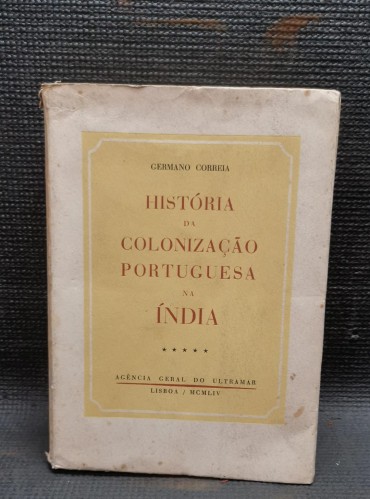 GERMANO CORREIA
HISTÓRIA
DA
COLONIZAÇÃO
PORTUGUESA
NA
ÍNDIA
★ ★ ★ ★ ★
AGÊNCIA GERAL DO ULTRAMAR
LISBOA / MCMLIV